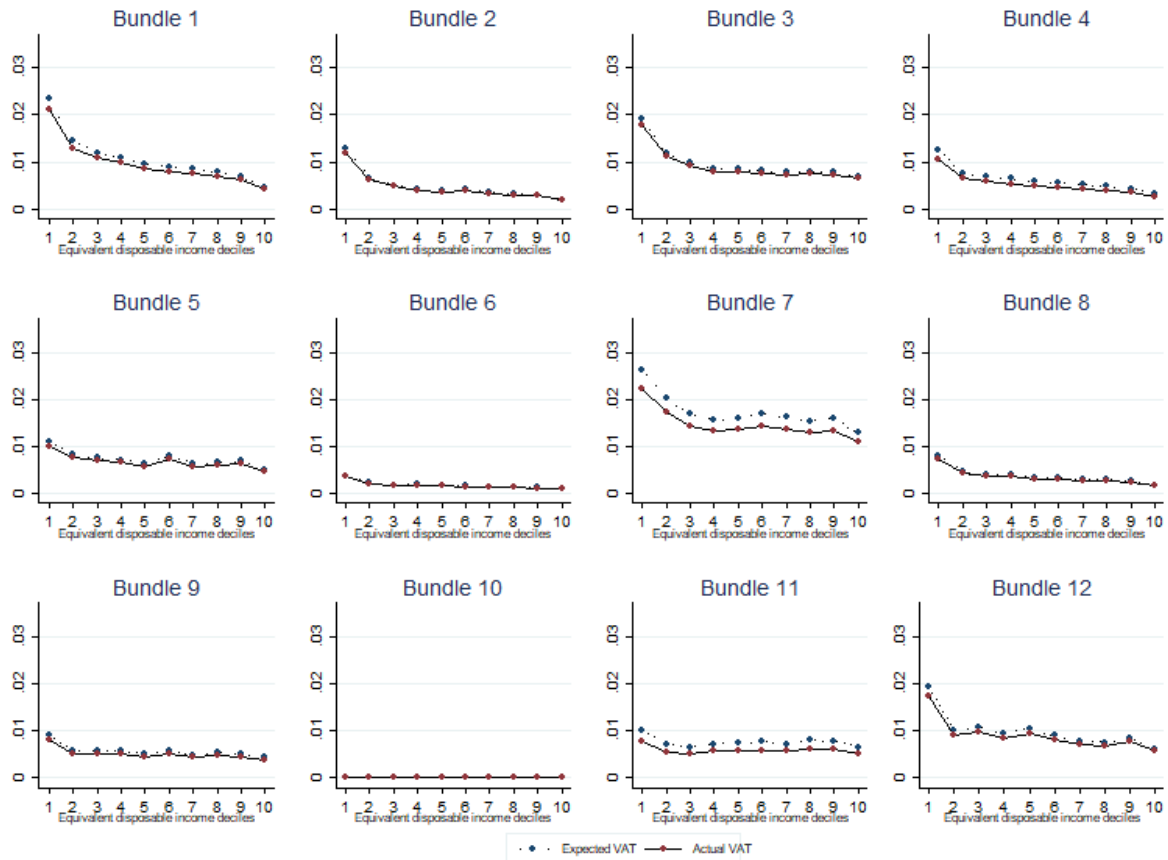 Bundle 1
.03
.02
.01
0
1 2 3 4 5 6 7 8 9 10
Equivalent disposable income deciles
Bundle 2
.03
.02
.01
0
1 2 3 4 5 6 7 8 9 10
Equivalent disposable income deciles
Bundle 3
.03
.02
.01
0
1 2 3 4 5 6 7 8 9 10
Equivalent disposable income deciles
Bundle 4
.03
.02
.01
0
1 2 3 4 5 6 7 8 9 10
Equivalent disposable income deciles
Bundle 5
.03
.02
.01
0
1 2 3 4 5 6 7 8 9 10
Equivalent disposable income deciles
Bundle 6
.03
.02
.01
0
1 2 3 4 5 6 7 8 9 10
Equivalent disposable income deciles
Bundle 7
.03
.02
.01
0
1 2 3 4 5 6 7 8 9 10
Equivalent disposable income deciles
Bundle 8
.03
.02
.01
0
1 2 3 4 5 6 7 8 9 10
Equivalent disposable income deciles
Bundle 9
.03
.02
.01
0
1 2 3 4 5 6 7 8 9 10
Equivalent disposable income deciles
Bundle 10
.03
.02
.01
0
1 2 3 4 5 6 7 8 9 10
Equivalent disposable income deciles
Bundle 11
.03
.02
.01
0
1 2 3 4 5 6 7 8 9 10
Equivalent disposable income deciles
Bundle 12
.03
.02
.01
0
1 2 3 4 5 6 7 8 9 10
Equivalent disposable income deciles
Expected VAT Actual VAT